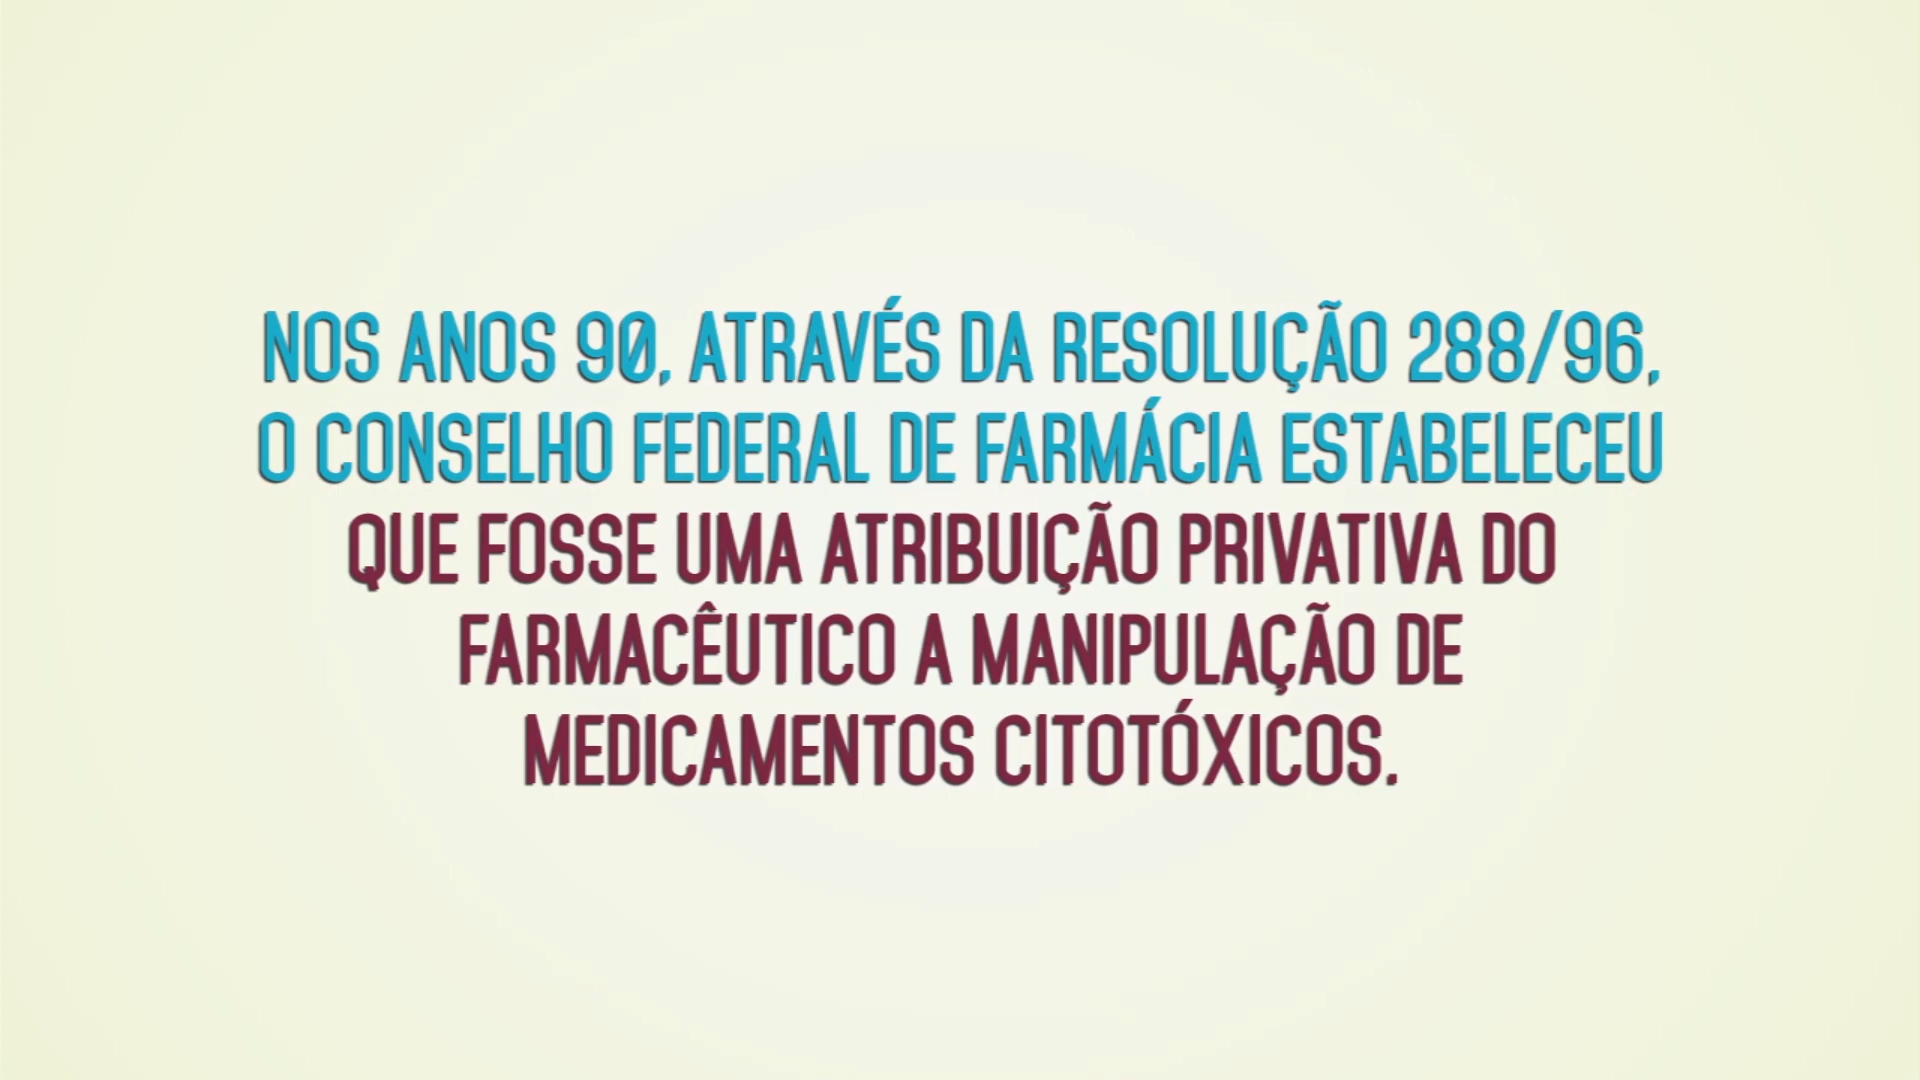 NOS ANOS 90, ATRAVÉS DA RESOLUÇÃO 288/96,
O CONSELHO FEDERAL DE FARMÁCIA ESTABELECEU
QUE FOSSE UMA ATRIBUIÇÃO PRIVATIVA DO
FARMACÊUTICO A MANIPULAÇÃO DE
MEDICAMENTOS CITOTÓXICOS.